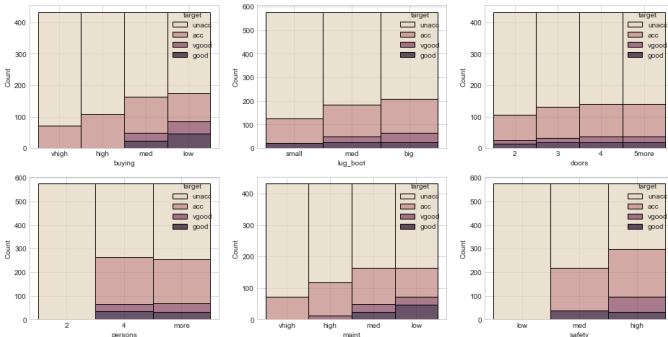 target
unacc
acc
vgood
good
Count
400
300
200
100
0
vhigh high med low
buying
target
unacc
acc
vgood
good
Count
500
400
300
200
100
0
small med big
lug_boot
target
unacc
acc
vgood
good
Count
400
300
200
100
0
2 3 4 5more
doors
target
unacc
acc
vgood
good
Count
600
500
400
300
200
100
0
2 4 more
persons
target
unacc
acc
vgood
good
Count
400
300
200
100
0
vhigh high med low
maint
target
unacc
acc
vgood
good
Count
600
500
400
300
200
100
0
low med high
safety